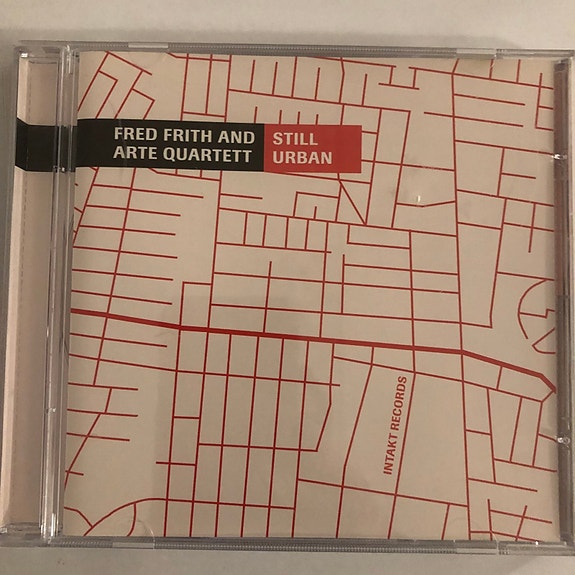 FRED FRITH AND
ARTE QUARTETT
STILL
URBAN
INTAKT RECORDS